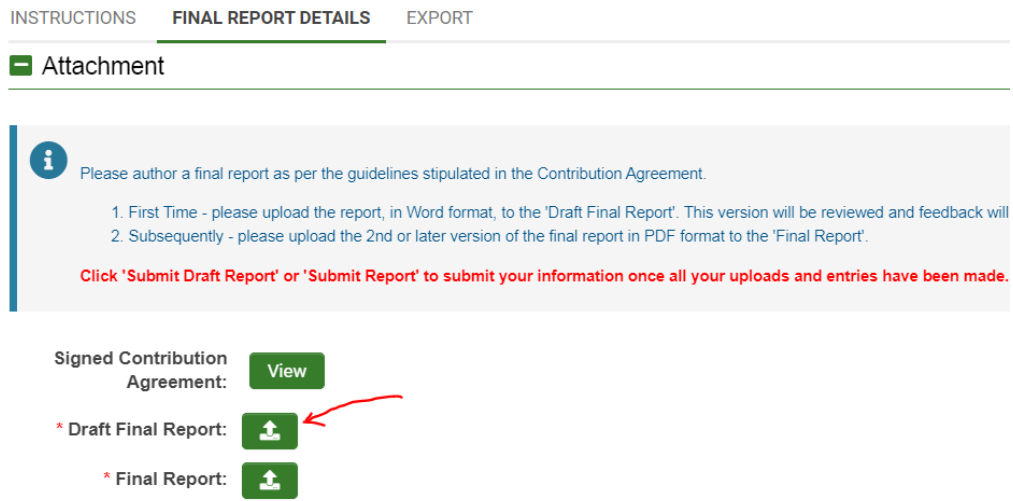 INSTRUCTIONS FINAL REPORT DETAILS EXPORT
Attachment
Please author a final report as per the guidelines stipulated in the Contribution Agreement.
1. First Time - please upload the report, in Word format, to the 'Draft Final Report'. This version will be reviewed and feedback will
2. Subsequently - please upload the 2nd or later version of the final report in PDF format to the 'Final Report'.
Click 'Submit Draft Report' or 'Submit Report' to submit your information once all your uploads and entries have been made.
Signed Contribution
Agreement:
View
* Draft Final Report:
* Final Report: